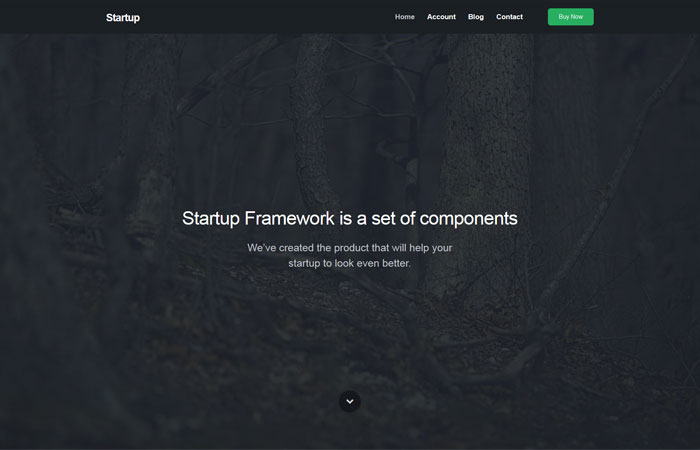 Startup
Home
Account
Blog
Contact
Buy Now
Startup Framework is a set of components
We've created the product that will help your
startup to look even better.